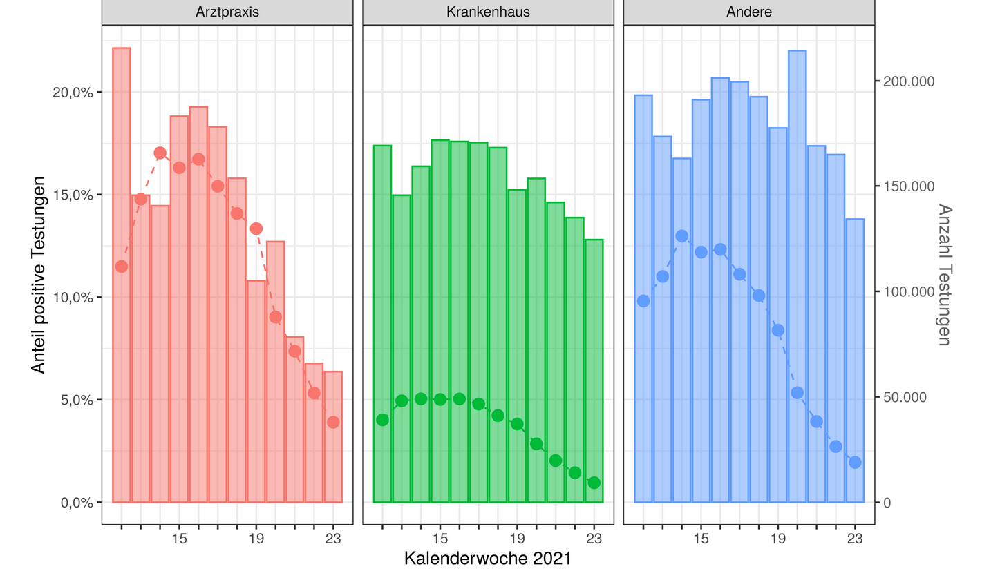 Arztpraxis Krankenhaus Andere
20,0%
15,0%
10,0%
5,0%
0,0%
Anteil positive Testungen
200.000
150.000
100.000
50.000
0
Anzahl Testungen
15 19 23 15 19 23 15 19 23
Kalenderwoche 2021